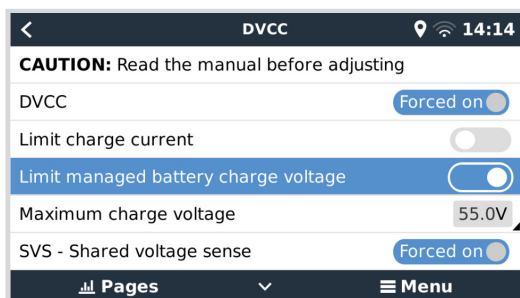 DVCC 14:14
CAUTION: Read the manual before adjusting
DVCC Forced on
Limit charge current
Limit managed battery charge voltage
Maximum charge voltage 55.0V
SVS - Shared voltage sense Forced on
Pages Menu